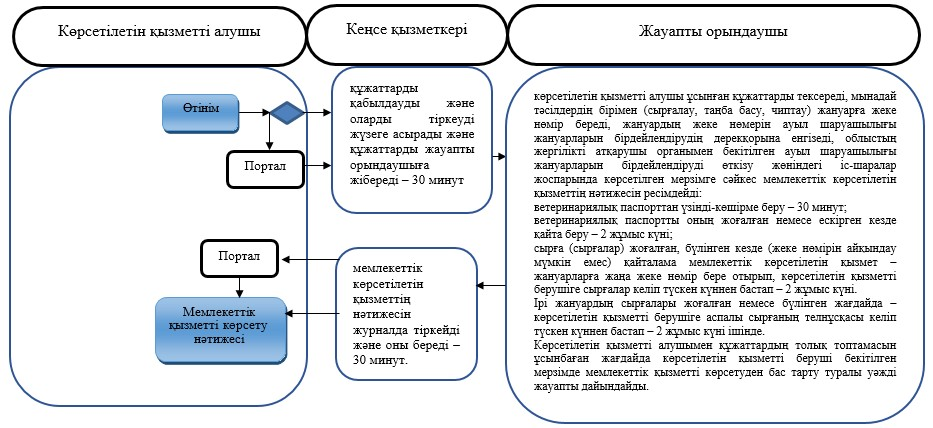 Көрсетілетін қызметті алушы
Кеңсе қызметкері
Жауапты орындаушы
Өтінім
Портал
құжаттарды
қабылдауды және
оларды тіркеуді
жүзеге асырады және
құжаттарды жауапты
орындаушыға
жібереді – 30 минут
көрсетілетін қызметті алушы ұсынған құжаттарды тексереді, мынадай
тәсілдердің бірімен (сырғалау, таңба басу, чиптау) жануарға жеке
нөмір береді, жануардың жеке нөмерін ауыл шаруашылығы
жануарларын бірдейлендірудің дерекқорына енгізеді, облыстың
жергілікті атқарушы органымен бекітілген ауыл шаруашылығы
жануарларын бірдейлендіруді өткізу жөніндегі іс-шаралар
жоспарында көрсетілген мерзімге сәйкес мемлекеттік көрсетілетін
қызметтің нәтижесін ресімдейді:
ветеринариялық паспорттан үзінді-көшірме беру – 30 минут;
ветеринариялық паспортты оның жоғалған немесе ескірген кезде
қайта беру – 2 жұмыс күні;
сырға (сырғалар) жоғалған, бүлінген кезде (жеке нөмірін айқындау
мүмкін емес) қайталама мемлекеттік көрсетілетін қызмет –
жануарларға жаңа жеке нөмір бере отырып, көрсетілетін қызметті
берушіге сырғалар келіп түскен күннен бастап – 2 жұмыс күні.
Ірі жануардың сырғалары жоғалған немесе бүлінген жағдайда –
көрсетілетін қызметті берушіге аспалы сырғаның телнұсқасы келіп
түскен күннен бастап – 2 жұмыс күні ішінде.
Көрсетілетін қызметті алушымен құжаттардың толық топтамасын
ұсынбаған жағдайда көрсетілетін қызметті беруші бекітілген
мерзімде мемлекеттік қызметті көрсетуден бас тарту туралы уәжді
жауапты дайындайды.
мемлекеттік
көрсетілетін
қызметтің
нәтижесін
журналда тіркейді
және оны береді –
30 минут.
Портал
Мемлекеттік
қызметті көрсету
нәтижесі